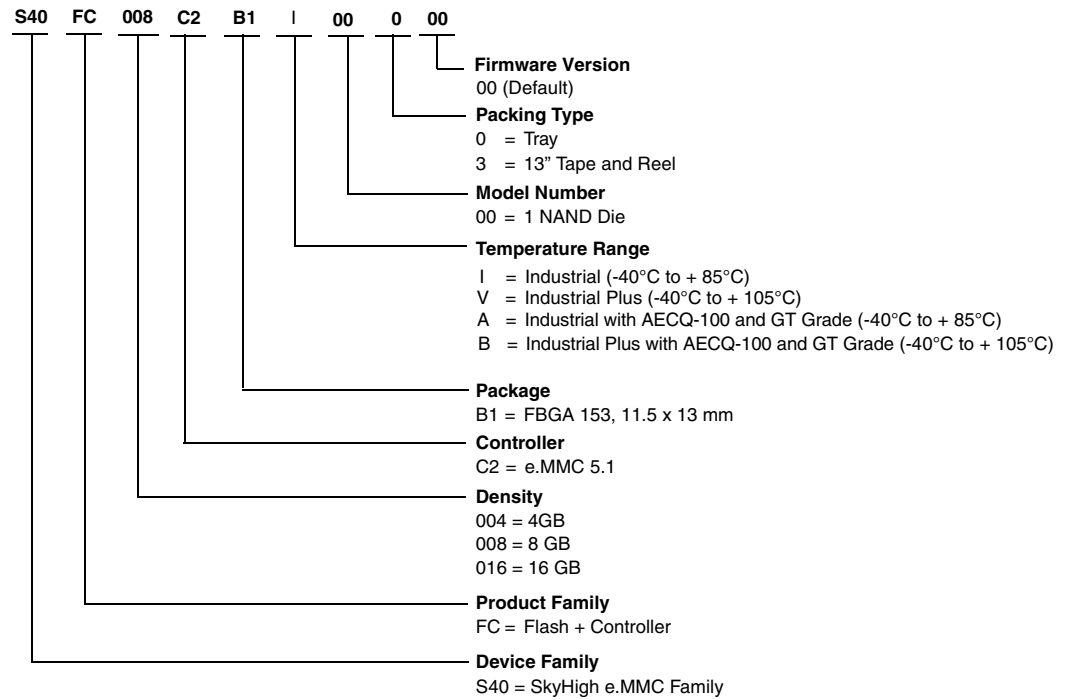 S40 FC 008 C2 B1 I 00 0 00
Firmware Version
00 (Default)
Packing Type
0 = Tray
3 = 13” Tape and Reel
Model Number
00 = 1 NAND Die
Temperature Range
I = Industrial (-40°C to + 85°C)
V = Industrial Plus (-40°C to + 105°C)
A = Industrial with AECQ-100 and GT Grade (-40°C to + 85°C)
B = Industrial Plus with AECQ-100 and GT Grade (-40°C to + 105°C)
Package
B1 = FBGA 153, 11.5 x 13 mm
Controller
C2 = e.MMC 5.1
Density
004 = 4GB
008 = 8 GB
016 = 16 GB
Product Family
FC = Flash + Controller
Device Family
S40 = SkyHigh e.MMC Family